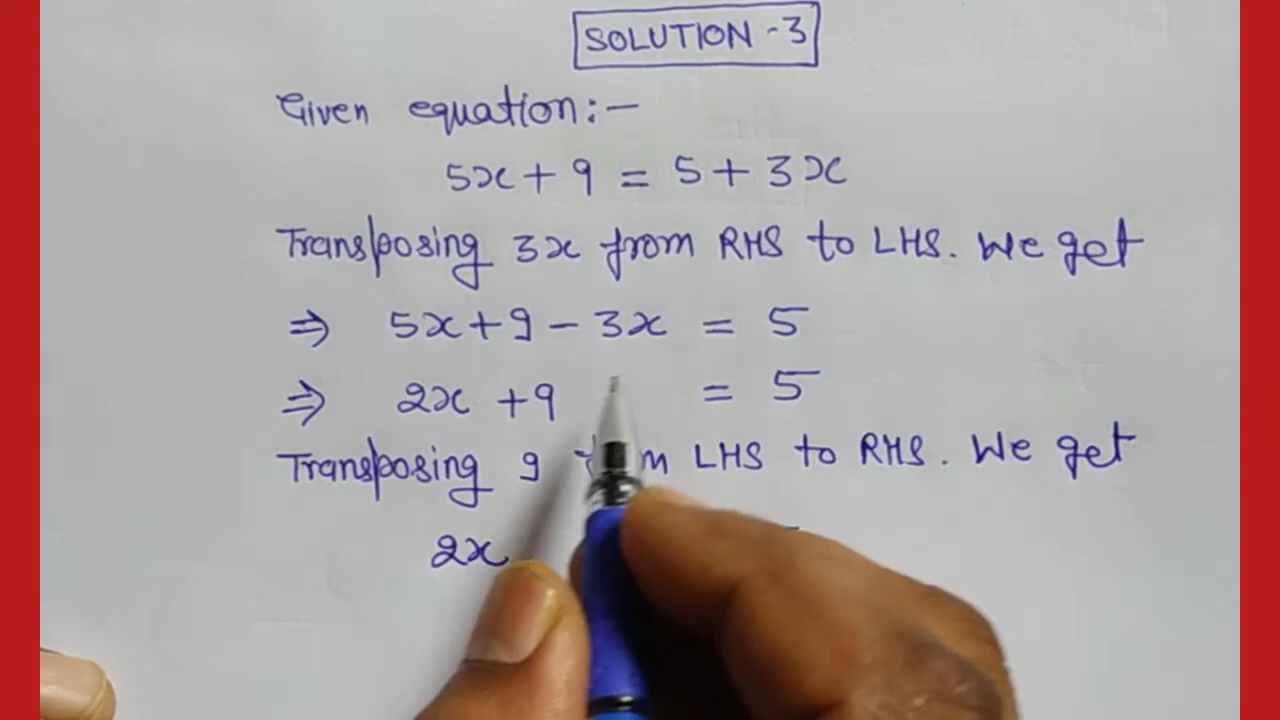 SOLUTION - 3
Given equation:-
5x + 9 = 5 + 3x
Transposing 3x from RHS to LHS. We get
⇒ 5x + 9 - 3x = 5
⇒ 2x + 9 = 5
Transposing 9 LHS to RHS. We get
2x